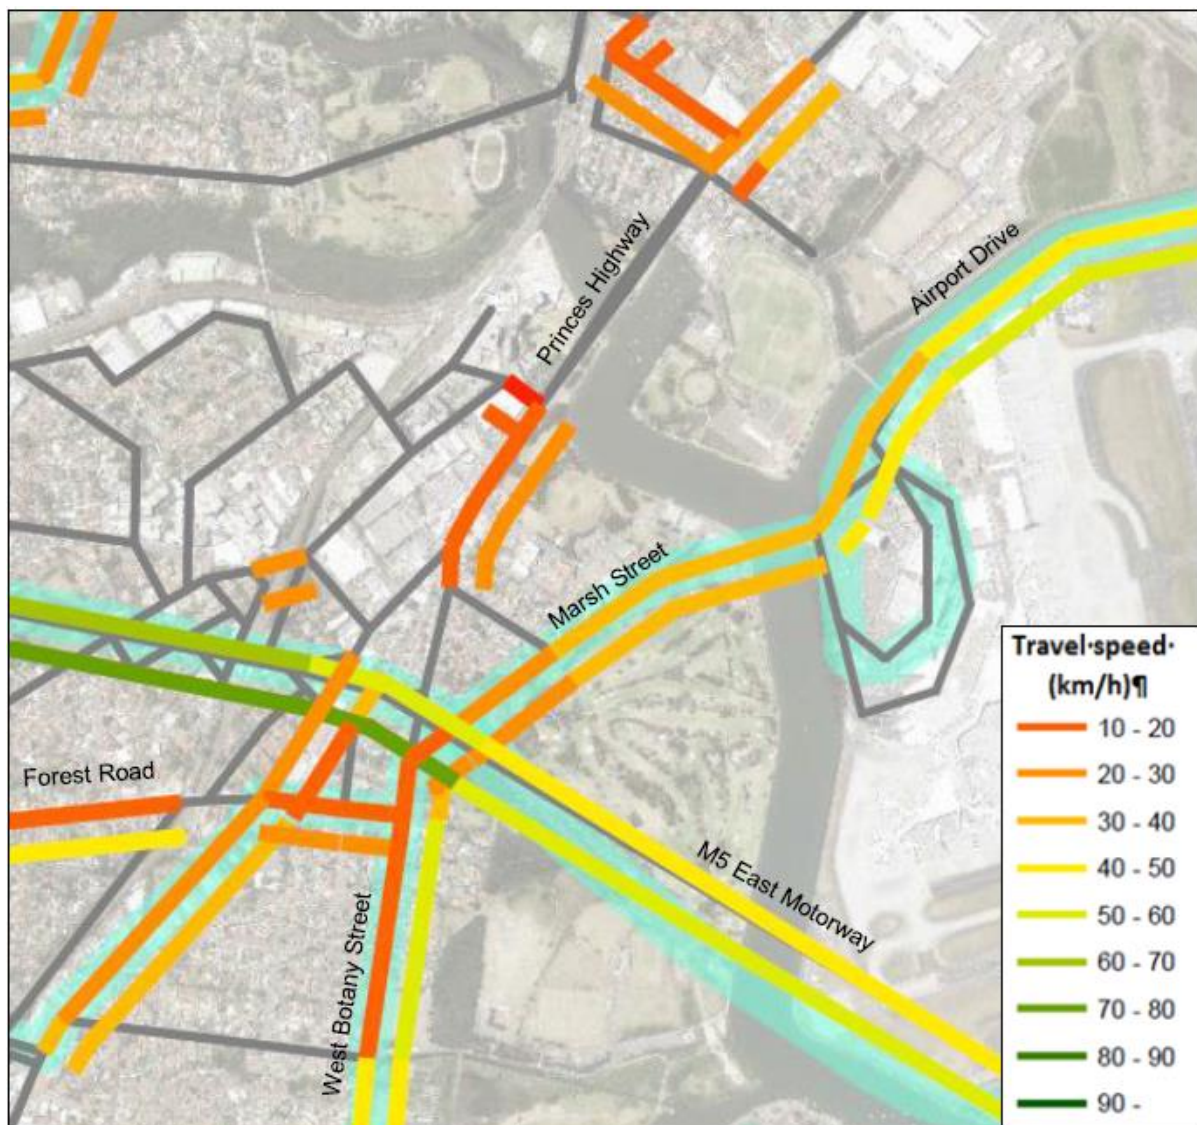 Princes Highway
Airport Drive
Marsh Street
Forest Road
M5 East Motorway
West Botany Street
Travel·speed·
(km/h)¶
10 - 20
20 - 30
30 - 40
40 - 50
50 - 60
60 - 70
70 - 80
80 - 90
90 -